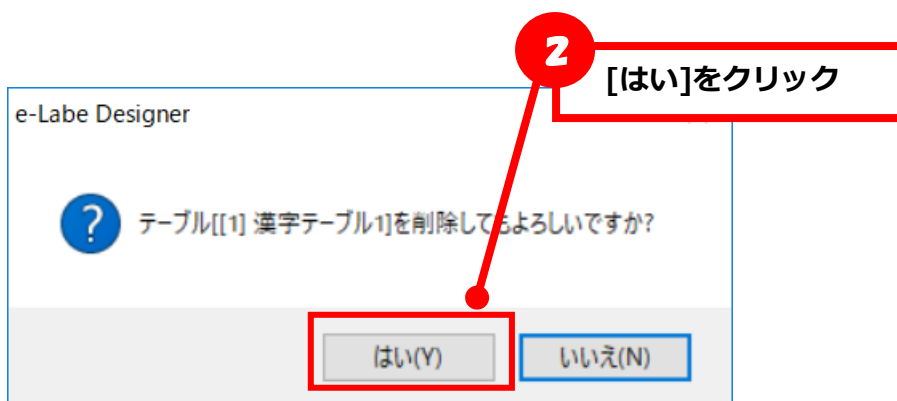 2
[はい]をクリック
e-Labe Designer
?
テーブル[[1] 漢字テーブル1]を削除してもよろしいですか?
はい(Y)
いいえ(N)